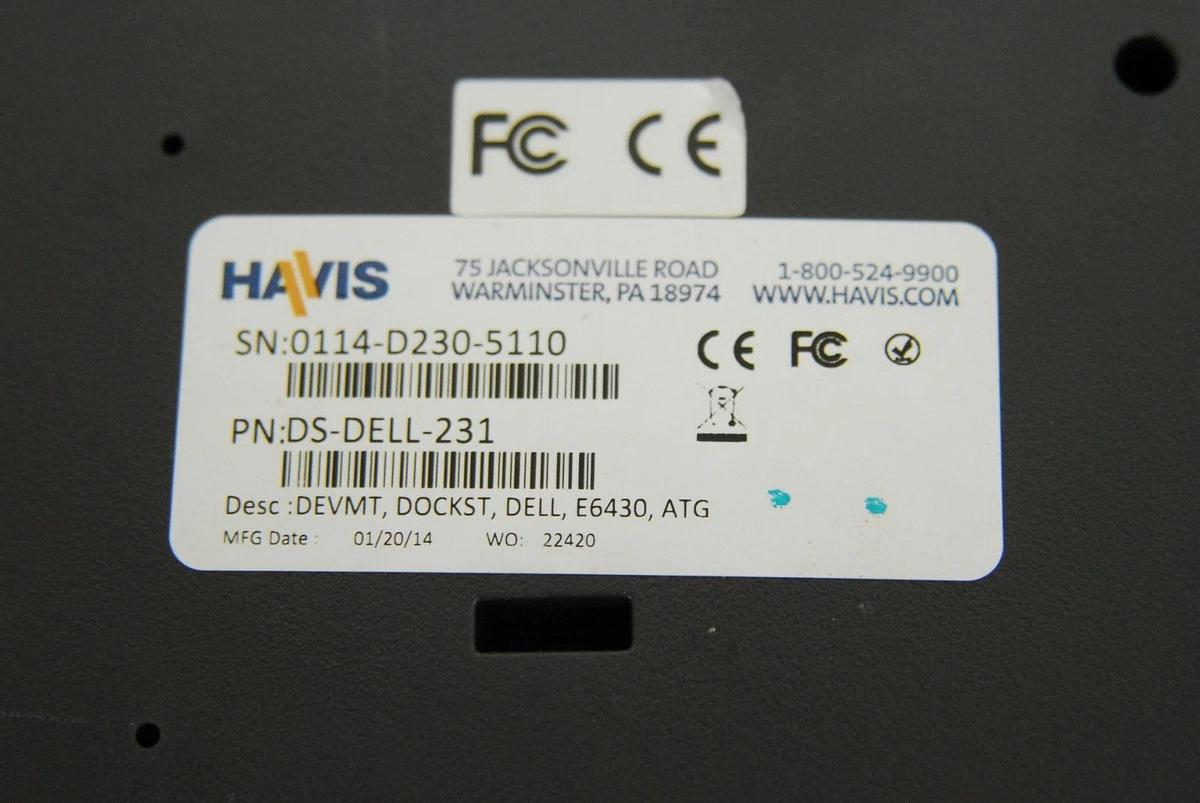 FC CE
HAVIS
75 JACKSONVILLE ROAD
WARMINSTER, PA 18974
1-800-524-9900
WWW.HAVIS.COM
SN:0114-D230-5110
CE FC
PN:DS-DELL-231
Desc :DEVMT, DOCKST, DELL, E6430, ATG
MFG Date : 01/20/14 WO: 22420